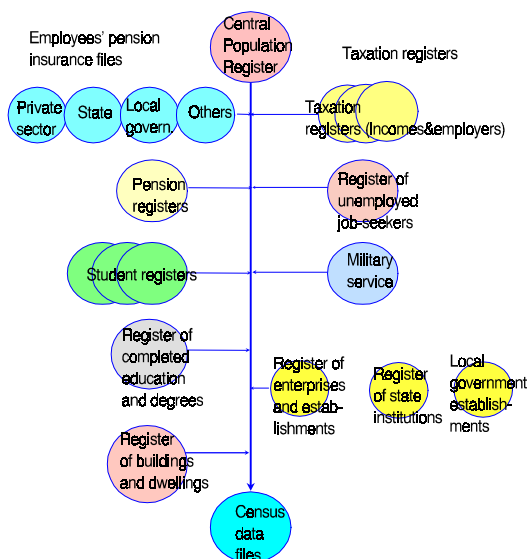 Employees' pension
insurance files
Central
Population
Register
Taxation registers
Private
sector
State
Local
govern.
Others
Taxation
registers (Incomes&employers)
Pension
registers
Register of
unemployed
job-seekers
Student registers
Military
service
Register of
completed
education
and degrees
Register of
enterprises
and estab-
lishments
Register
of state
institutions
Local
government
establish-
ments
Register
of buildings
and dwellings
Census
data
files